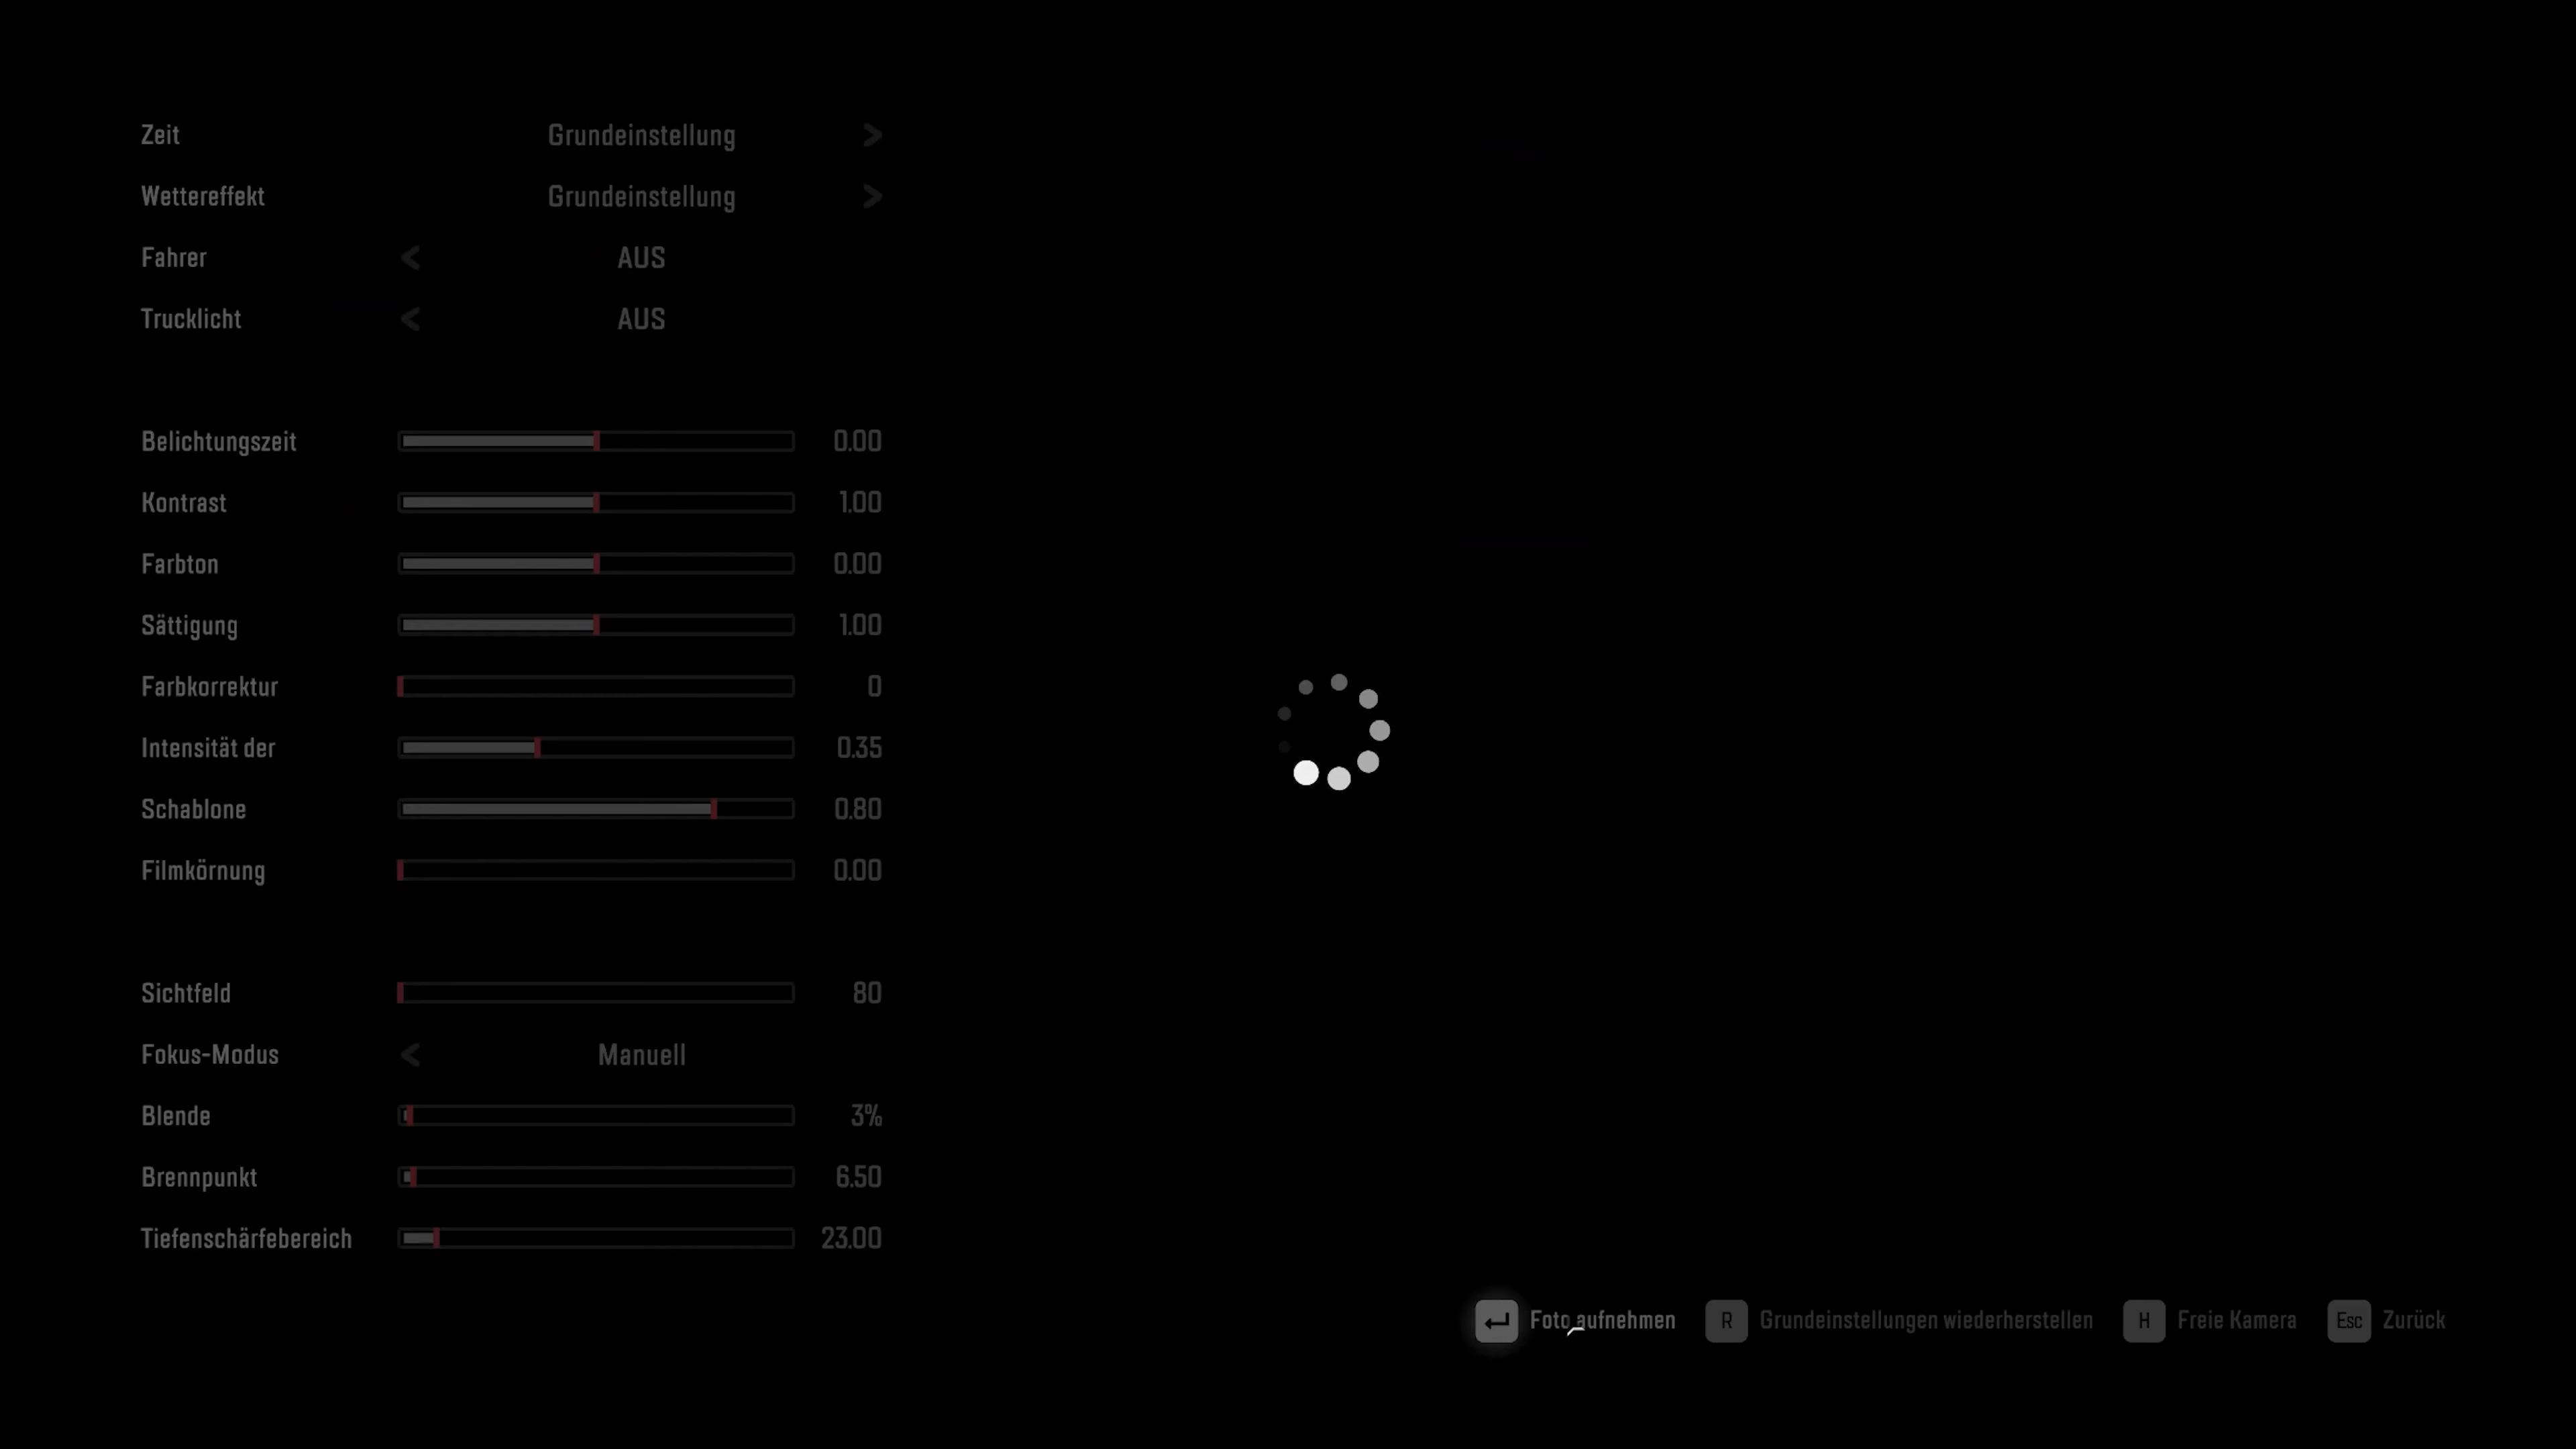 Zeit Grundeinstellung >
Wettereffekt Grundeinstellung >
Fahrer < AUS
Trucklicht < AUS
Belichtungszeit 0.00
Kontrast 1.00
Farbton 0.00
Sättigung 1.00
Farbkorrektur 0
Intensität der 0.35
Schablone 0.80
Filmkörnung 0.00
Sichtfeld 80
Fokus-Modus < Manuell
Blende 3%
Brennpunkt 6.50
Tiefenschärfebereich 23.00
Foto aufnehmen R Grundeinstellungen wiederherstellen H Freie Kamera Esc Zurück